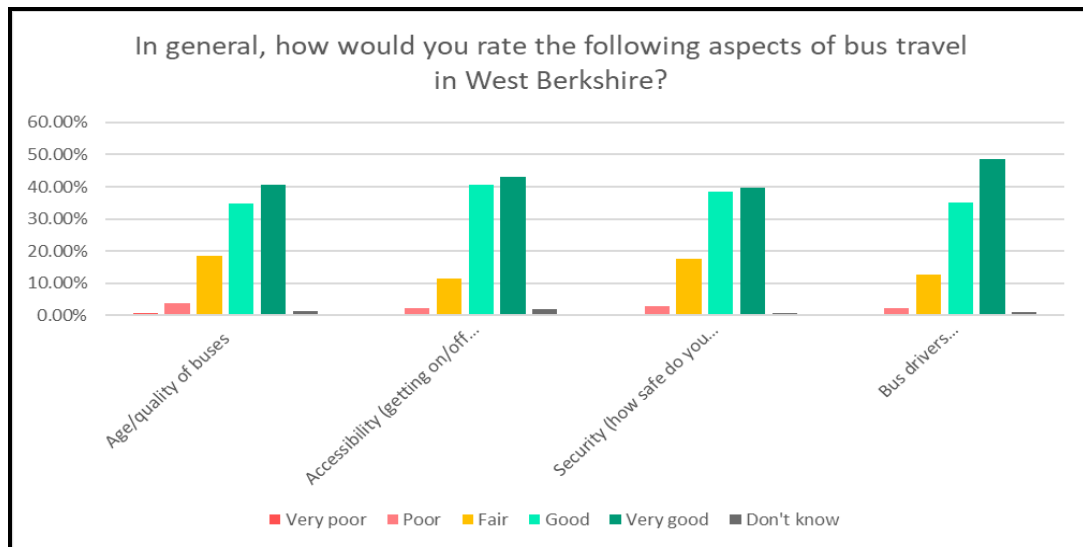 In general, how would you rate the following aspects of bus travel
in West Berkshire?
60.00%
50.00%
40.00%
30.00%
20.00%
10.00%
0.00%
Age/quality of buses
Accessibility (getting on/off...
Security (how safe do you...
Bus drivers...
Very poor Poor Fair Good Very good Don't know